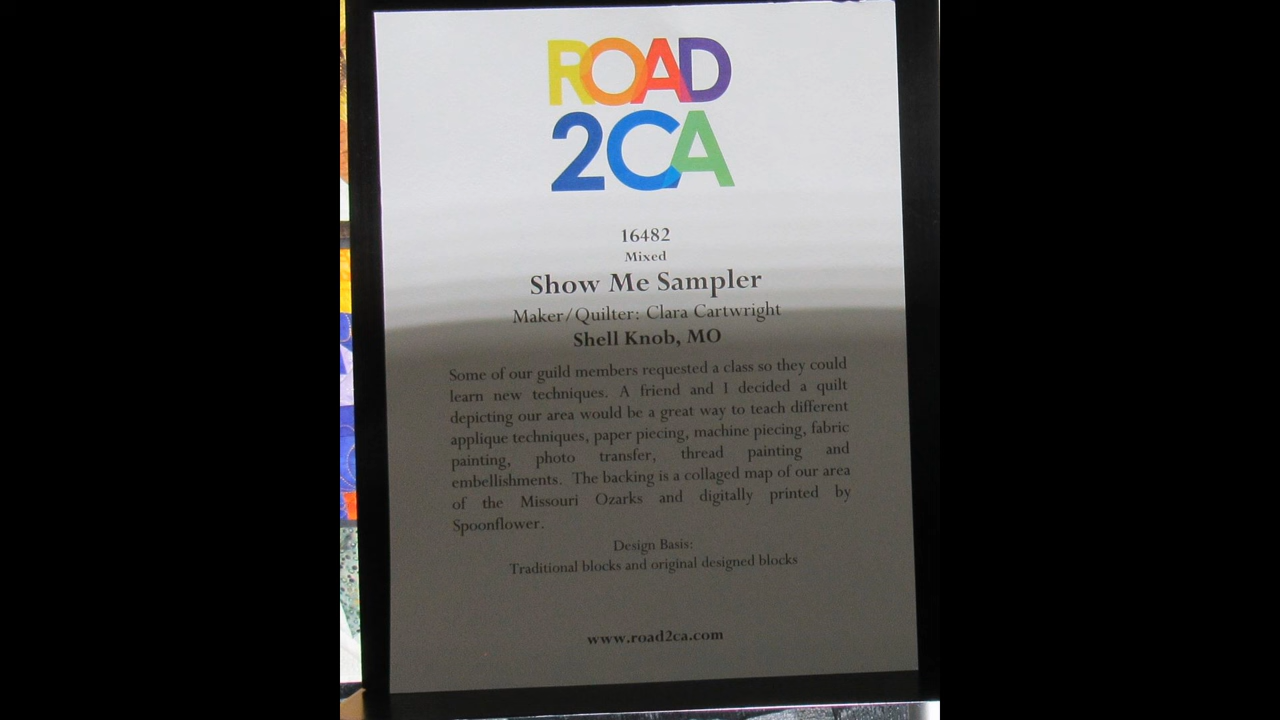 ROAD
2CA
16482
Mixed
Show Me Sampler
Maker/Quilter: Clara Cartwright
Shell Knob, MO
Some of our guild members requested a class so they could
learn new techniques. A friend and I decided a quilt
depicting our area would be a great way to teach different
applique techniques, paper piecing, machine piecing, fabric
painting, photo transfer, thread painting and
embellishments. The backing is a collaged map of our area
of the Missouri Ozarks and digitally printed by
Spoonflower.
Design Basis:
Traditional blocks and original designed blocks
www.road2ca.com